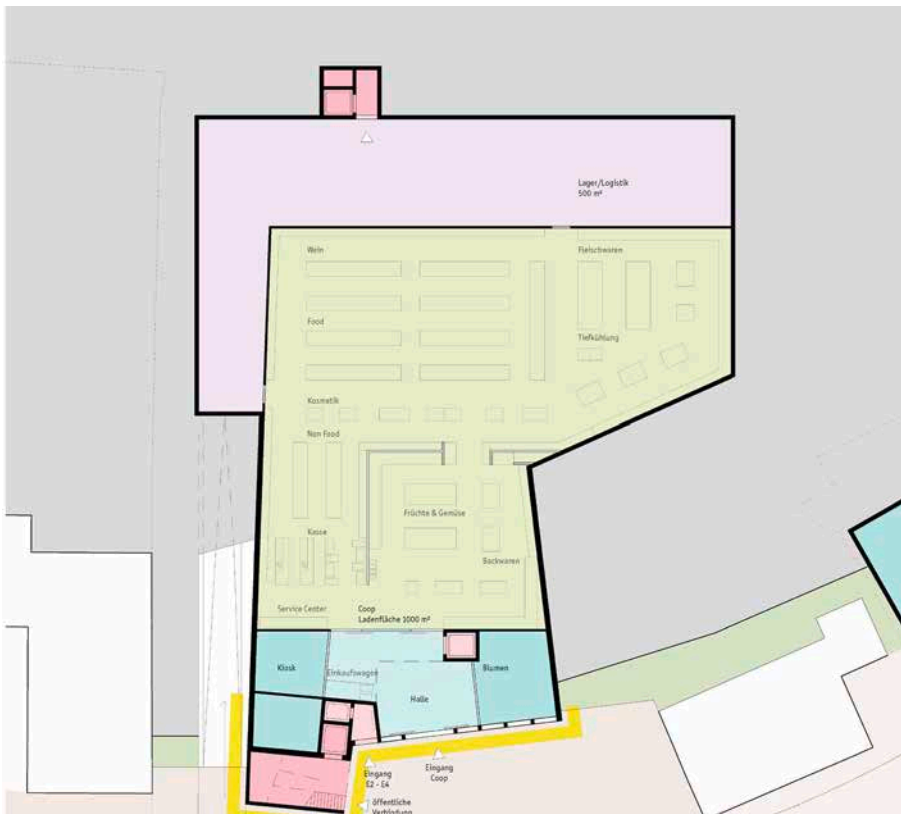 Lager/Logistik
500 m²
Wein
Fleischwaren
Food
Tiefkühlung
Kosmetik
Non Food
Früchte & Gemüse
Kasse
Backwaren
Service Center
Coop
Ladenfläche 1000 m²
Kiosk
Einkaufswagen
Blumen
Halle
Eingang
E2 - E4
Eingang
Coop
öffentliche
Verbindung